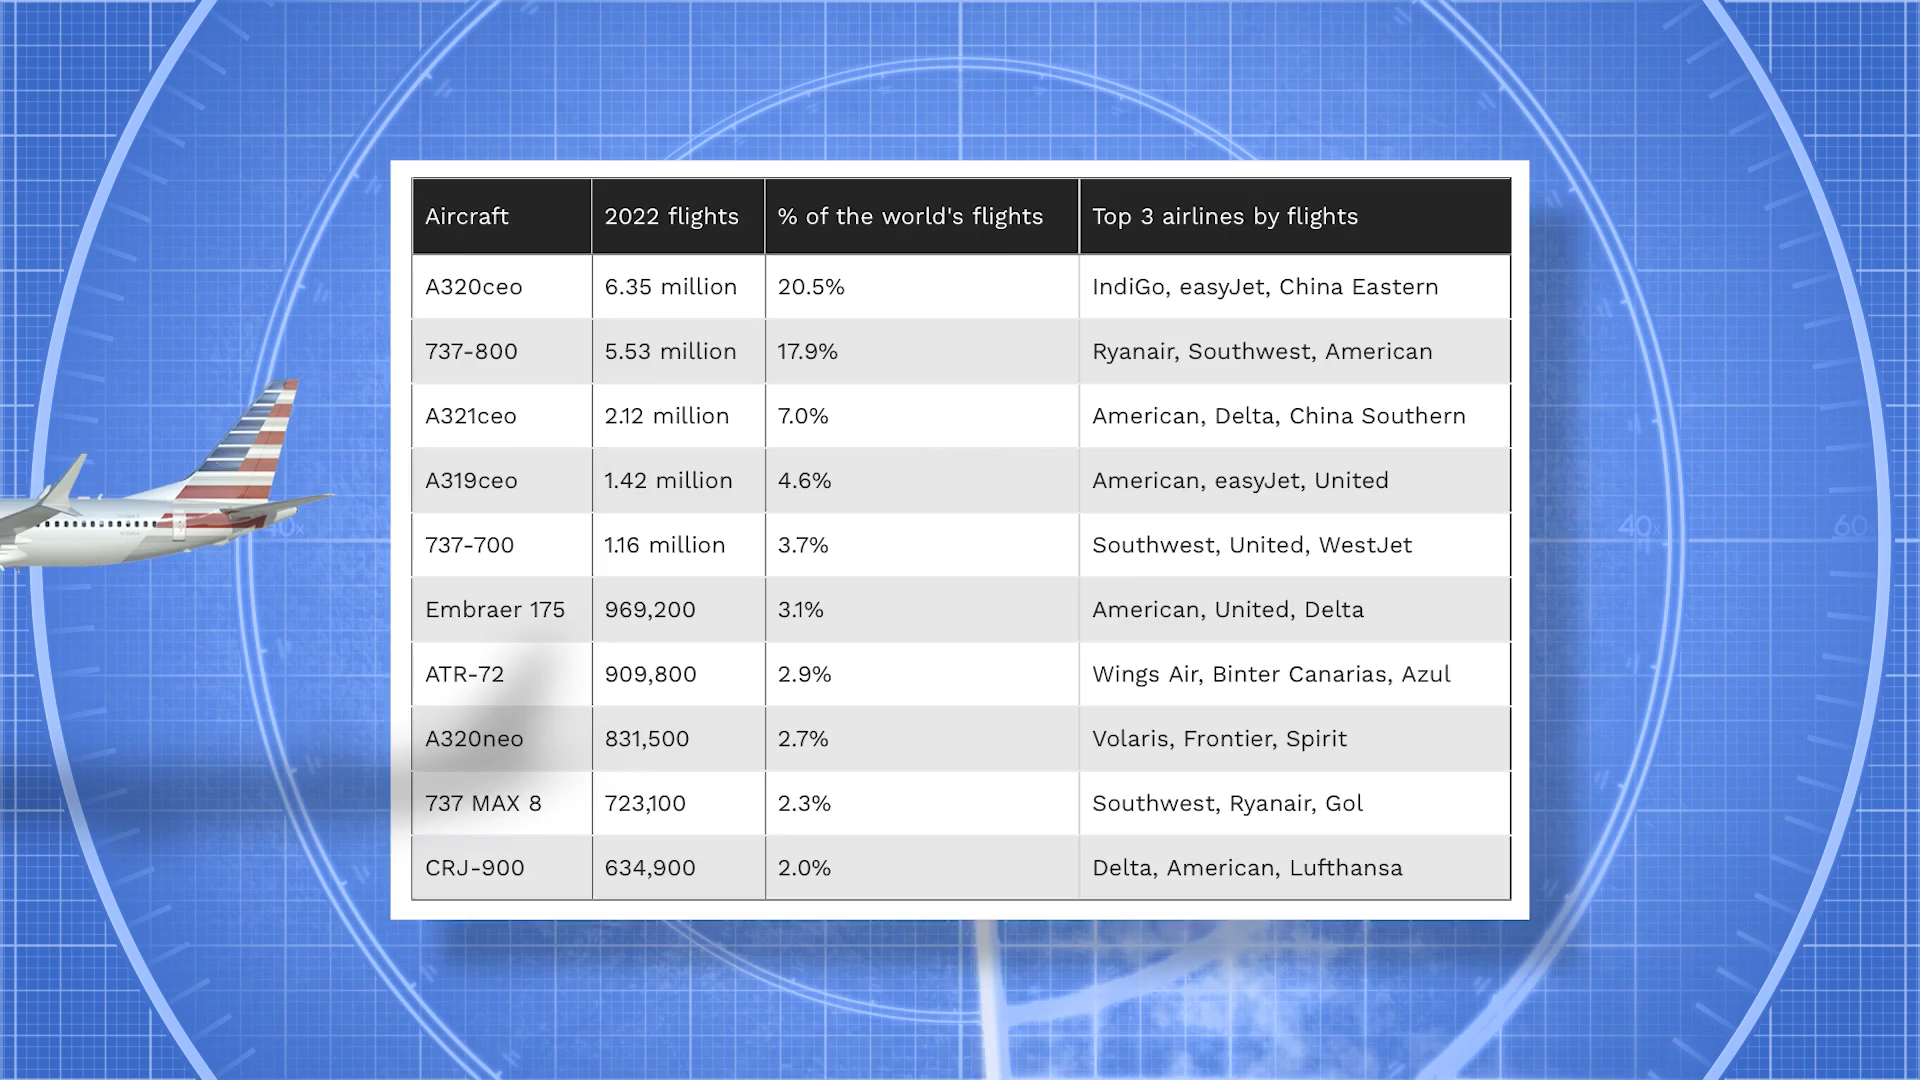 Aircraft 2022 flights % of the world's flights Top 3 airlines by flights
A320ceo 6.35 million 20.5% IndiGo, easyJet, China Eastern
737-800 5.53 million 17.9% Ryanair, Southwest, American
A321ceo 2.12 million 7.0% American, Delta, China Southern
A319ceo 1.42 million 4.6% American, easyJet, United
737-700 1.16 million 3.7% Southwest, United, WestJet
40x 60
Embraer 175 969,200 3.1% American, United, Delta
ATR-72 909,800 2.9% Wings Air, Binter Canarias, Azul
A320neo 831,500 2.7% Volaris, Frontier, Spirit
737 MAX 8 723,100 2.3% Southwest, Ryanair, Gol
CRJ-900 634,900 2.0% Delta, American, Lufthansa